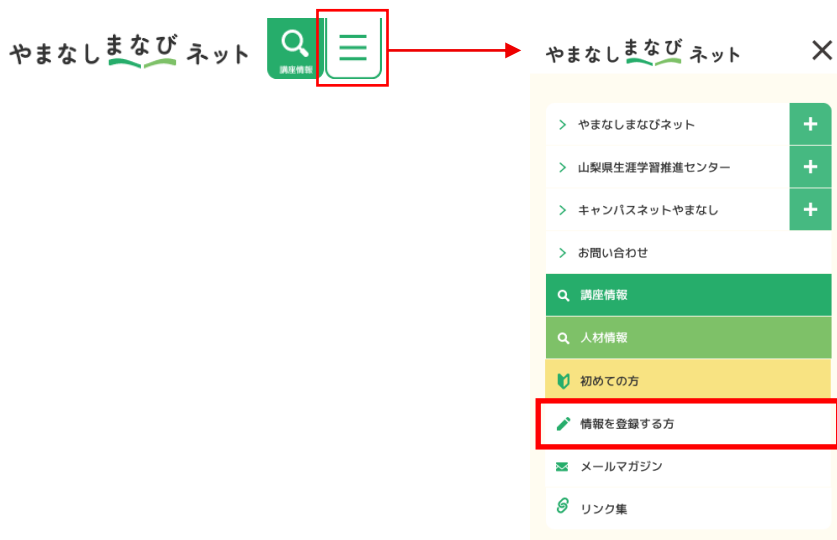 やまなしまなびネット
講座情報
やまなしまなびネット
やまなしまなびネット
山梨県生涯学習推進センター
キャンパスネットやまなし
お問い合わせ
講座情報
人材情報
初めての方
情報を登録する方
メールマガジン
リンク集